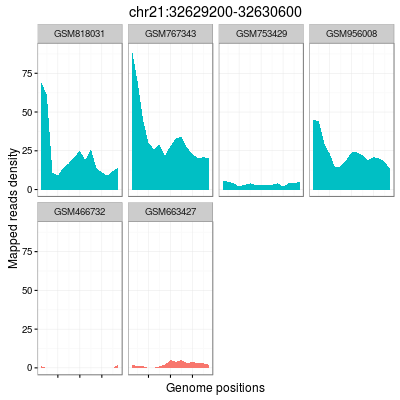 chr21:32629200-32630600
GSM818031 GSM767343 GSM753429 GSM956008
75
50
25
0
GSM466732 GSM663427
75
50
25
0
Mapped reads density
Genome positions